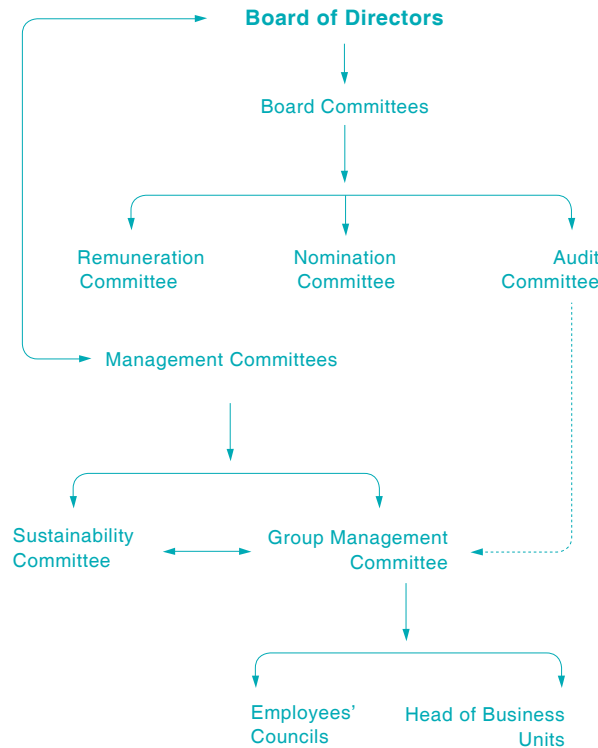 Board of Directors
Board Committees
Remuneration
Committee
Nomination
Committee
Audit
Committee
Management Committees
Sustainability
Committee
Group Management
Committee
Employees’
Councils
Head of Business
Units